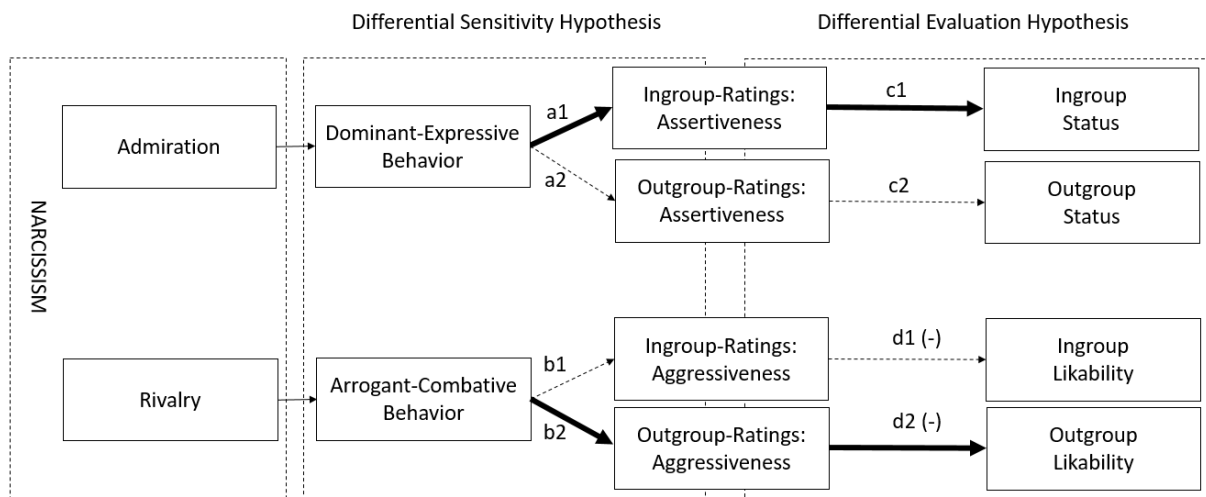 Differential Sensitivity Hypothesis
Differential Evaluation Hypothesis
NARCISSISM
Admiration
Dominant-Expressive
Behavior
a1
a2
Ingroup-Ratings:
Assertiveness
c1
Ingroup
Status
Outgroup-Ratings:
Assertiveness
c2
Outgroup
Status
Rivalry
Arrogant-Combative
Behavior
b1
b2
Ingroup-Ratings:
Aggressiveness
d1 (-)
Ingroup
Likability
Outgroup-Ratings:
Aggressiveness
d2 (-)
Outgroup
Likability